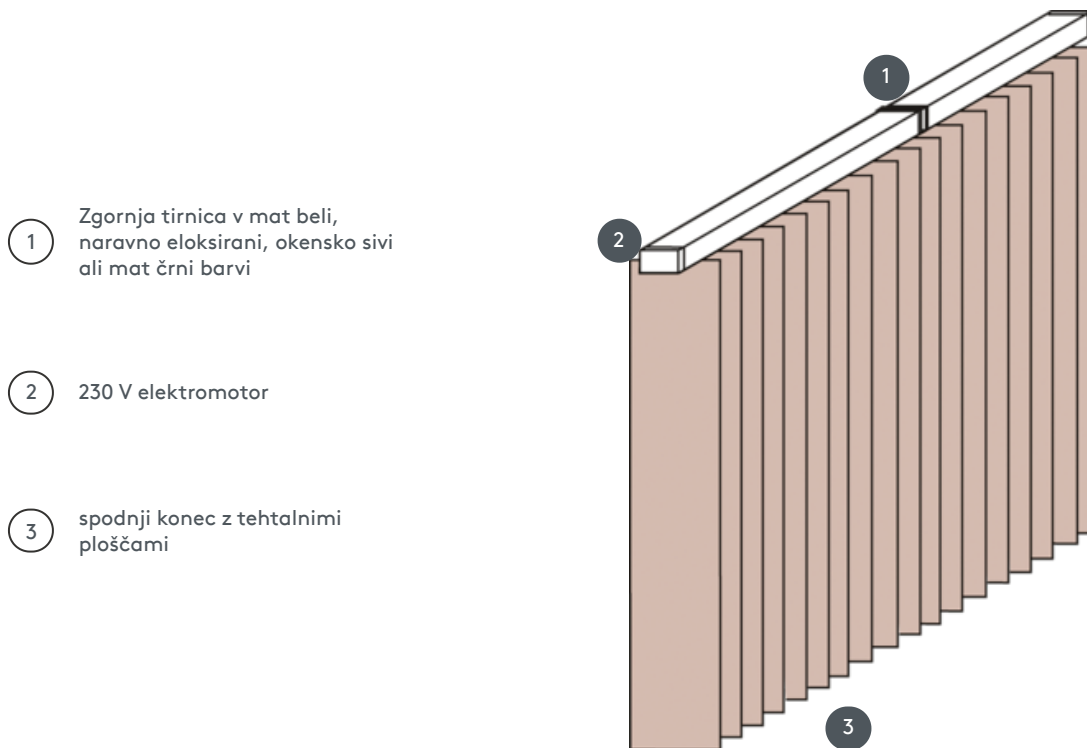 1
Zgornja tirnica v mat beli,
naravno eloksirani, okensko sivi
ali mat črni barvi
2
230 V elektromotor
3
spodnji konec z tehtalnimi
ploščami
1
2
3